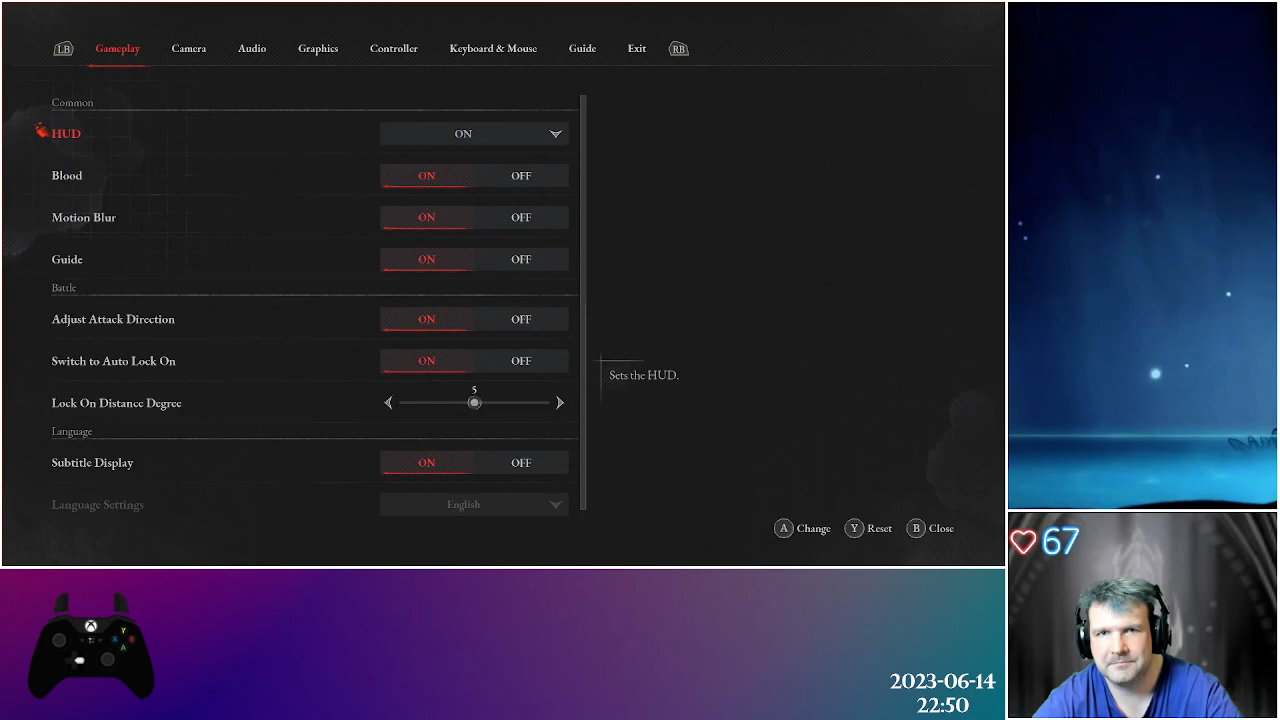 LB Gameplay Camera Audio Graphics Controller Keyboard & Mouse Guide Exit RB
Common
HUD ON
Blood ON OFF
Motion Blur ON OFF
Guide ON OFF
Battle
Adjust Attack Direction ON OFF
Switch to Auto Lock On ON OFF
5
Lock On Distance Degree
Language
Subtitle Display ON OFF
Language Settings English
Sets the HUD.
A Change Y Reset B Close
67
Y
X B
A
2023-06-14
22:50